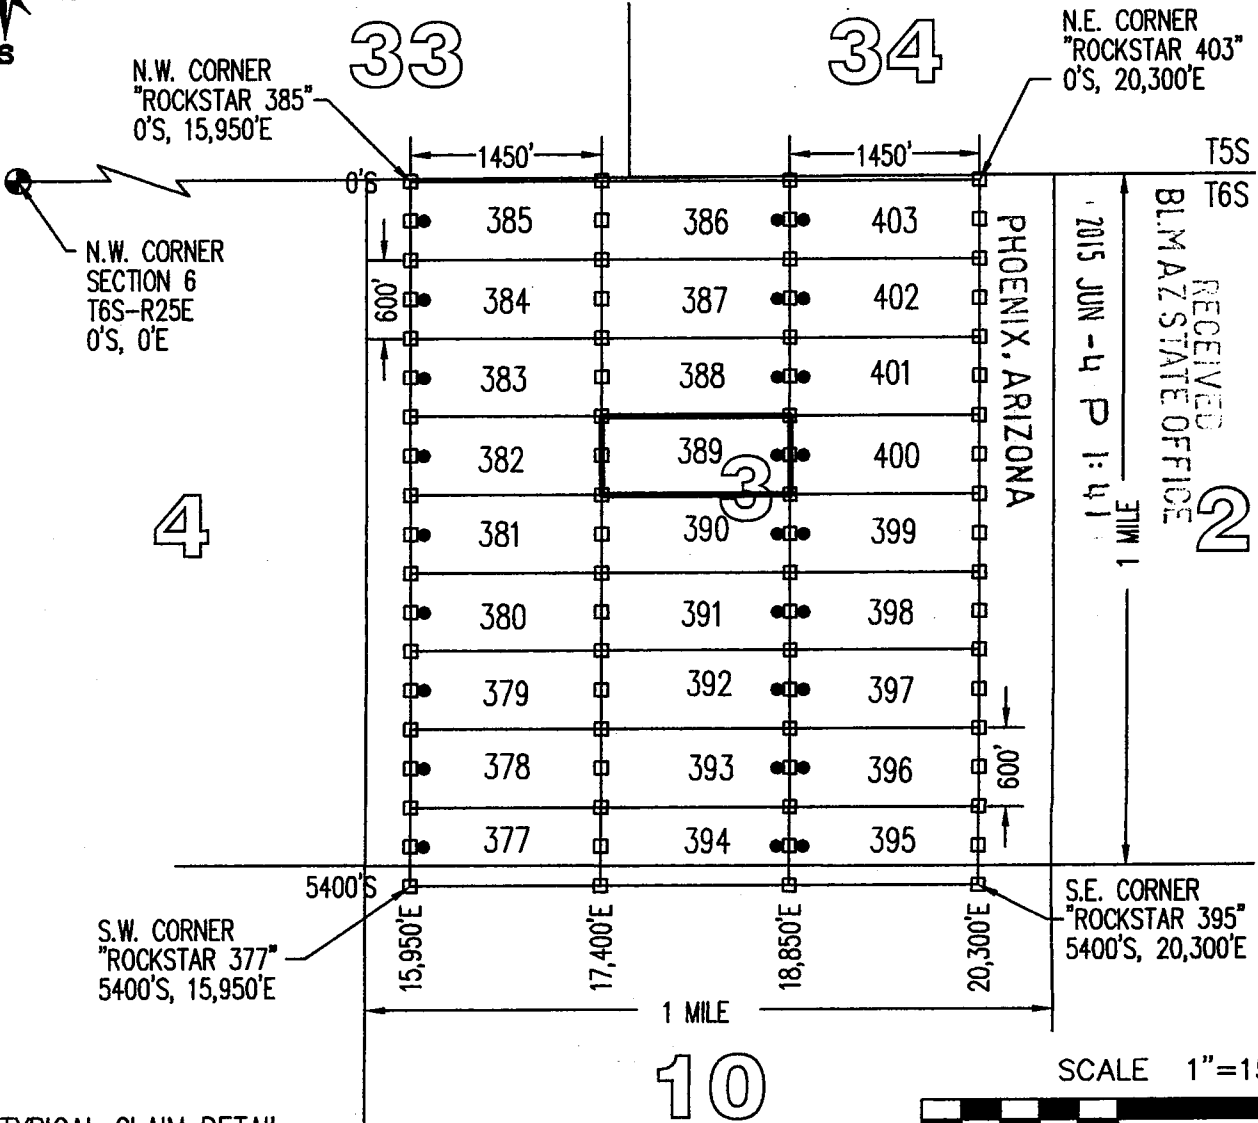 S
33
34
N.W. CORNER
"ROCKSTAR 385"
0'S, 15,950'E
N.E. CORNER
"ROCKSTAR 403"
0'S, 20,300'E
1450'
1450'
T5S
T6S
0'S
N.W. CORNER
SECTION 6
T6S-R25E
0'S, 0'E
600'
385 386 403
384 387 402
383 388 401
382 389 400
381 390 399
380 391 398
379 392 397
378 393 396
377 394 395
3
4
2
PHOENIX, ARIZONA
2015 JUN -4 P 1:41
RECEIVED
BLM AZ STATE OFFICE
1 MILE
600'
5400'S
S.W. CORNER
"ROCKSTAR 377"
5400'S, 15,950'E
15,950'E
17,400'E
18,850'E
20,300'E
S.E. CORNER
"ROCKSTAR 395"
5400'S, 20,300'E
1 MILE
10
SCALE 1"=15
TYPICAL CLAIM DETAIL